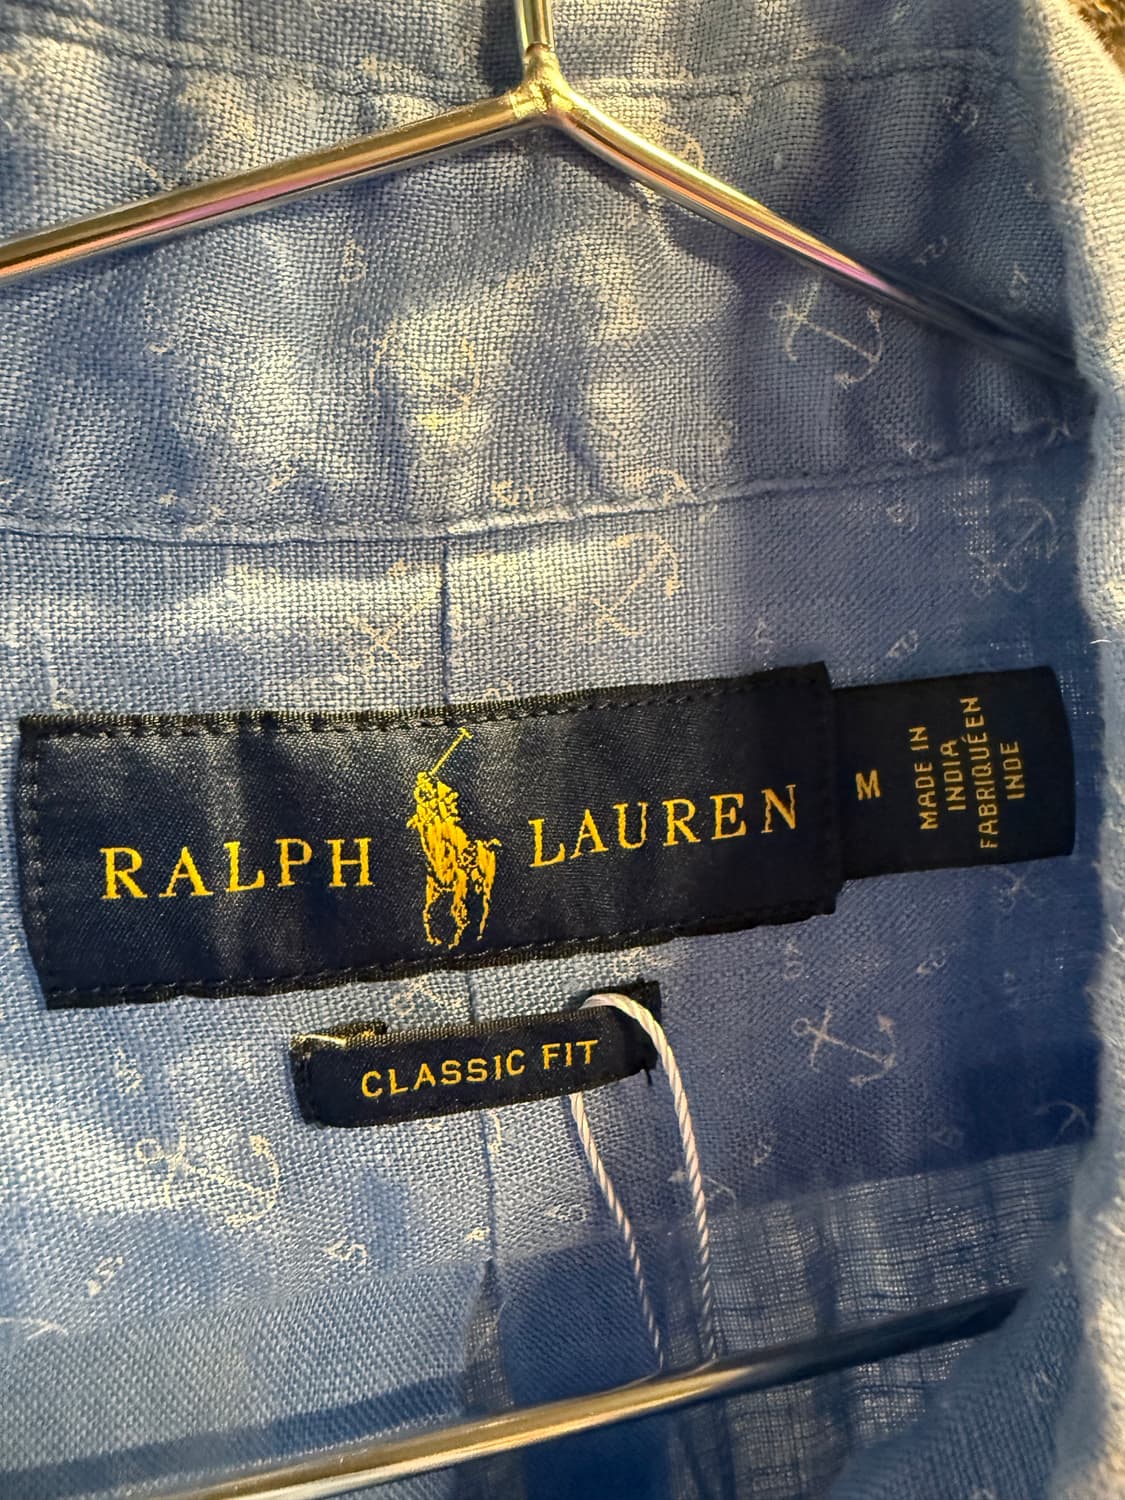 RALPH LAUREN
M
MADE IN
INDIA
FABRIQUÉ EN
INDE
CLASSIC FIT